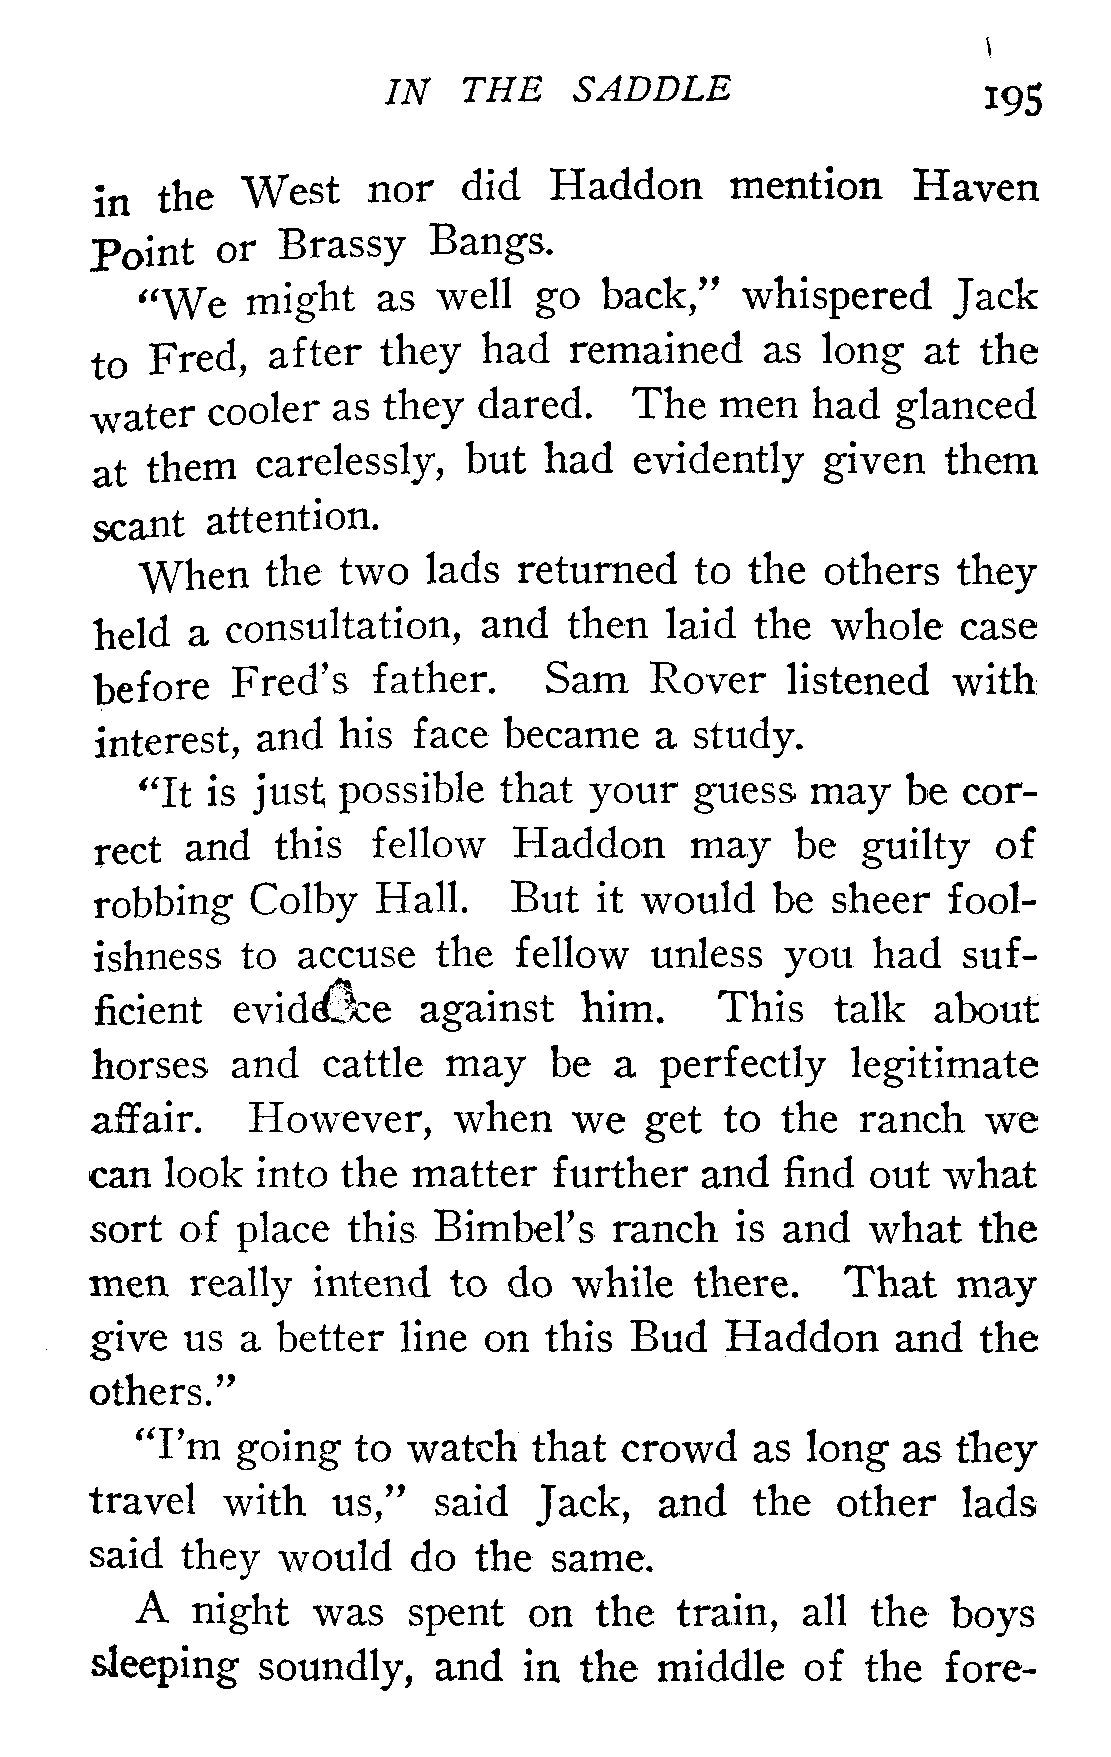 IN THE SADDLE 195
in the West nor did Haddon mention Haven
Point or Brassy Bangs.
“We might as well go back,” whispered Jack
to Fred, after they had remained as long at the
water cooler as they dared. The men had glanced
at them carelessly, but had evidently given them
scant attention.
When the two lads returned to the others they
held a consultation, and then laid the whole case
before Fred’s father. Sam Rover listened with
interest, and his face became a study.
“It is just possible that your guess may be cor-
rect and this fellow Haddon may be guilty of
robbing Colby Hall. But it would be sheer fool-
ishness to accuse the fellow unless you had suf-
ficient evidence against him. This talk about
horses and cattle may be a perfectly legitimate
affair. However, when we get to the ranch we
can look into the matter further and find out what
sort of place this Bimbel’s ranch is and what the
men really intend to do while there. That may
give us a better line on this Bud Haddon and the
others.”
“I’m going to watch that crowd as long as they
travel with us,” said Jack, and the other lads
said they would do the same.
A night was spent on the train, all the boys
sleeping soundly, and in the middle of the fore-